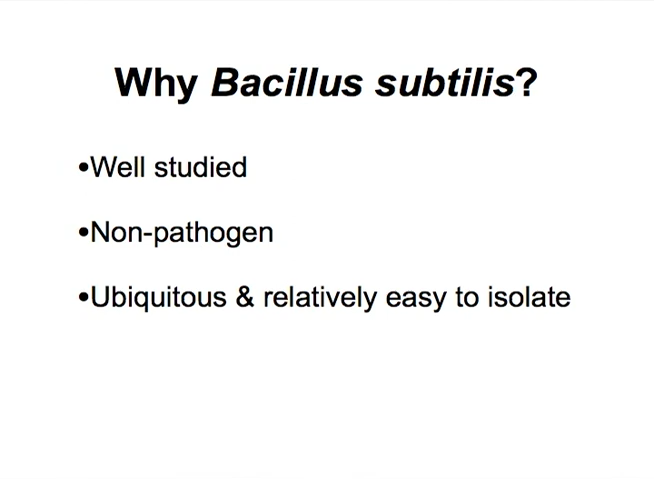 Why Bacillus subtilis?
•Well studied
•Non-pathogen
•Ubiquitous & relatively easy to isolate